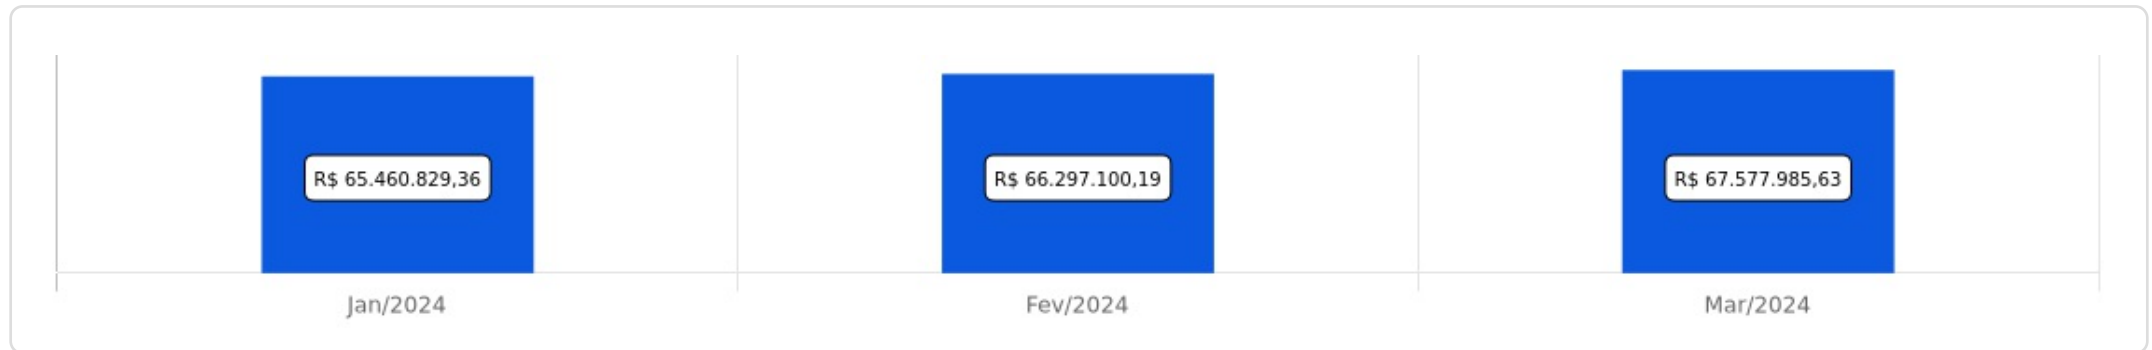 R$ 65.460.829,36
R$ 66.297.100,19
R$ 67.577.985,63
Jan/2024
Fev/2024
Mar/2024